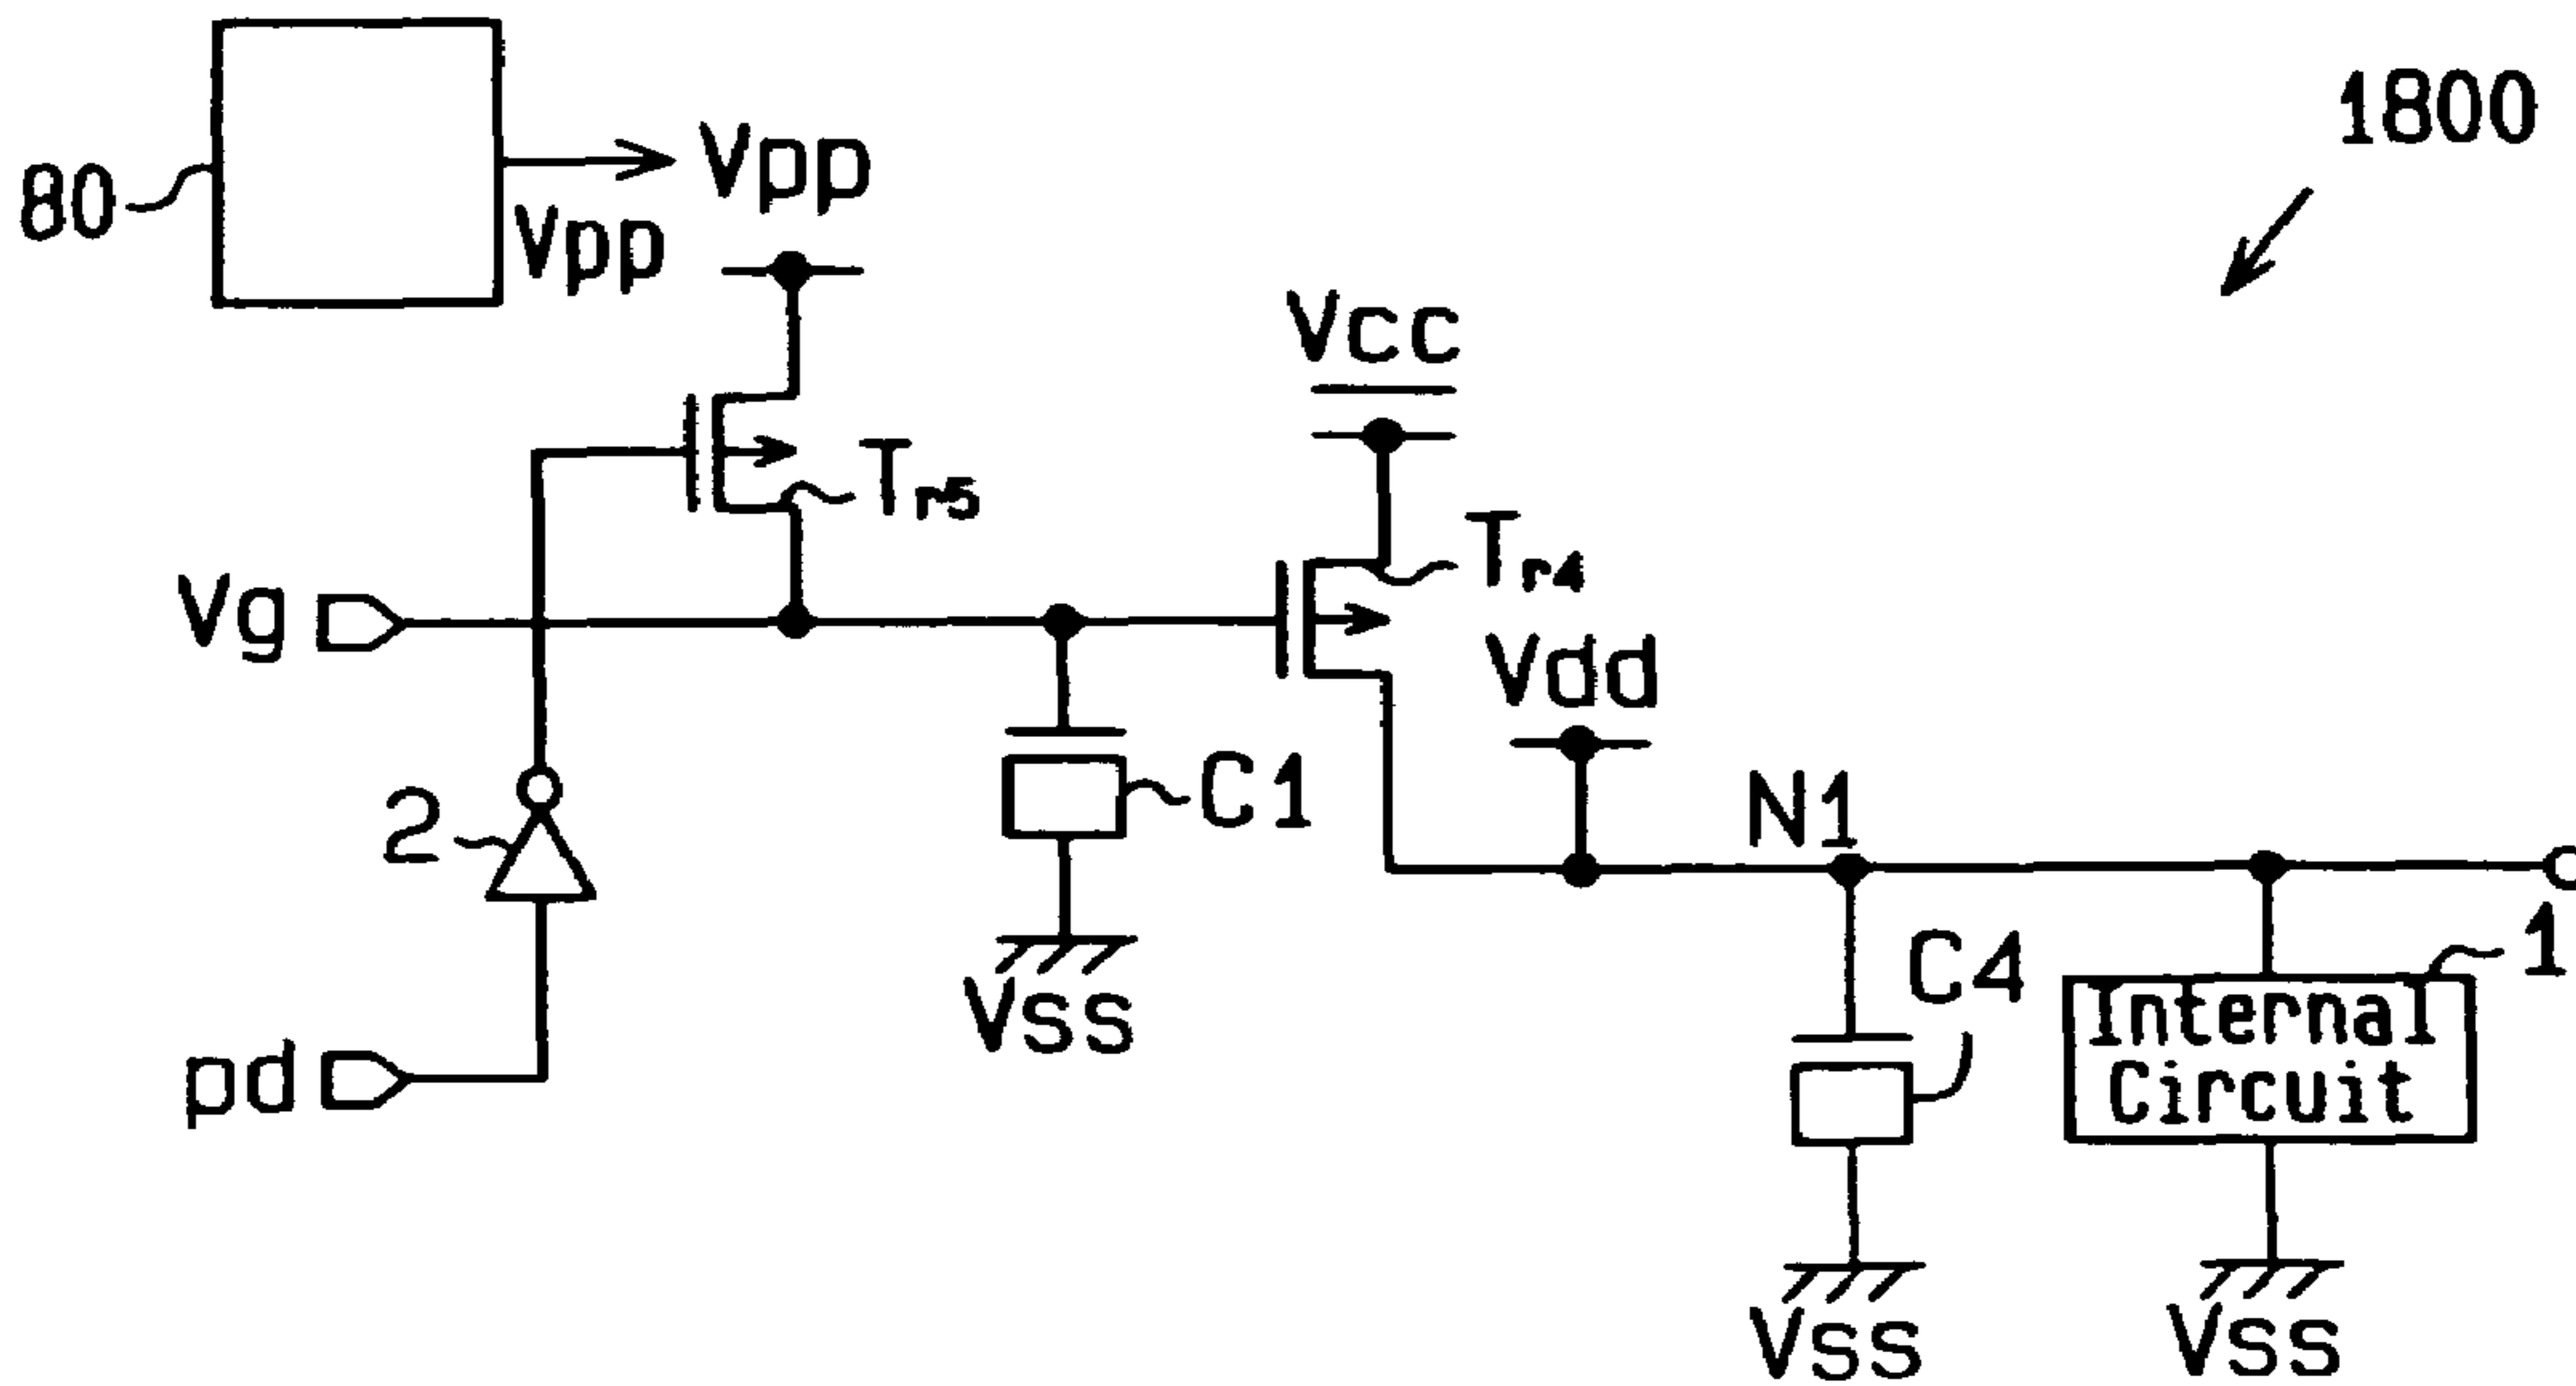 1800
80
Vpp
Vpp
Vcc
Tr5
Tr4
Vg
Vdd
2
C1
N1
C4
1
Internal
Circuit
Vss
pd
Vss
Vss